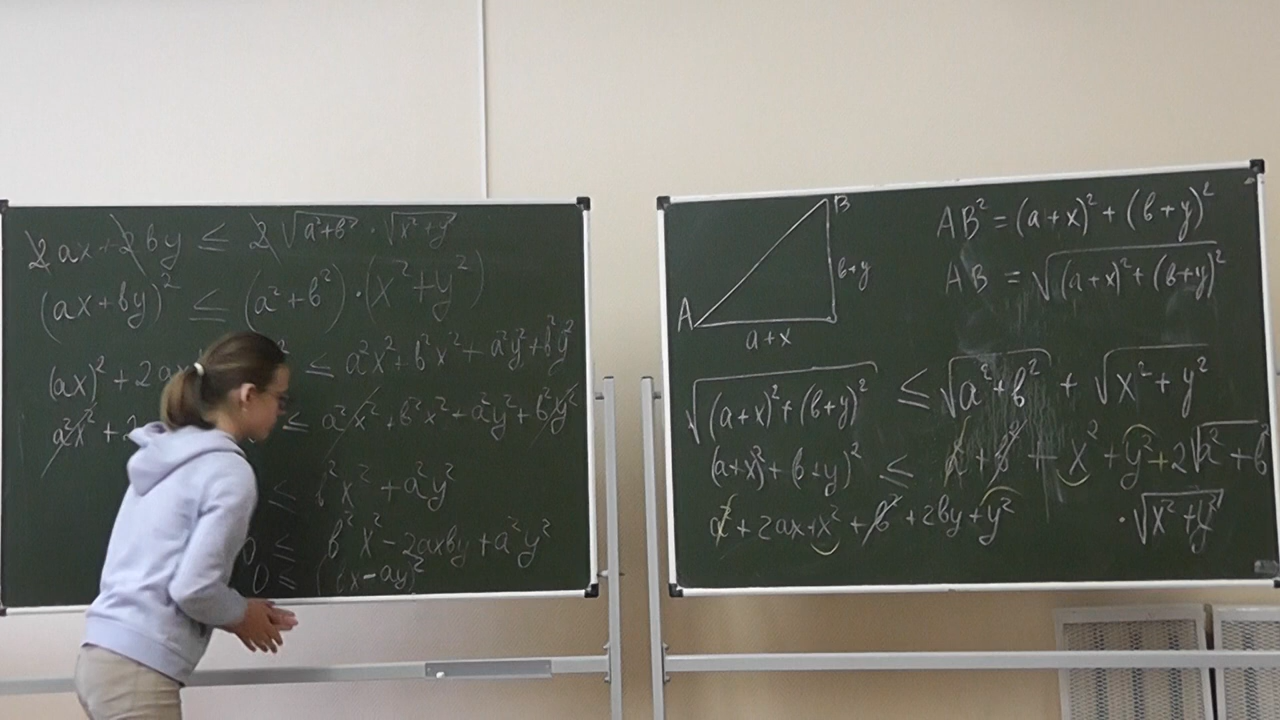 2ax + 2by ≤ 2√(a²+b²) · √(x²+y²)
(ax+by)² ≤ (a²+b²)·(x²+y²)
(ax)² + 2a ² ≤ a²x² + b²x² + a²y² + b²y²
a²x² + 2 ≤ a²x² + b²x² + a²y² + b²y²
≤ b²x² + a²y²
0 ≤ b²x² - 2axby + a²y²
0 ≤ (bx-ay)²
B
A
b+y
a+x
AB² = (a+x)² + (b+y)²
AB = √((a+x)² + (b+y)²)
√((a+x)² + (b+y)²) ≤ √(a²+b²) + √(x²+y²)
(a+x)² + (b+y)² ≤ a² + b² + x² + y² + 2√(a²+b²)
a² + 2ax + x² + b² + 2by + y² · √(x²+y²)